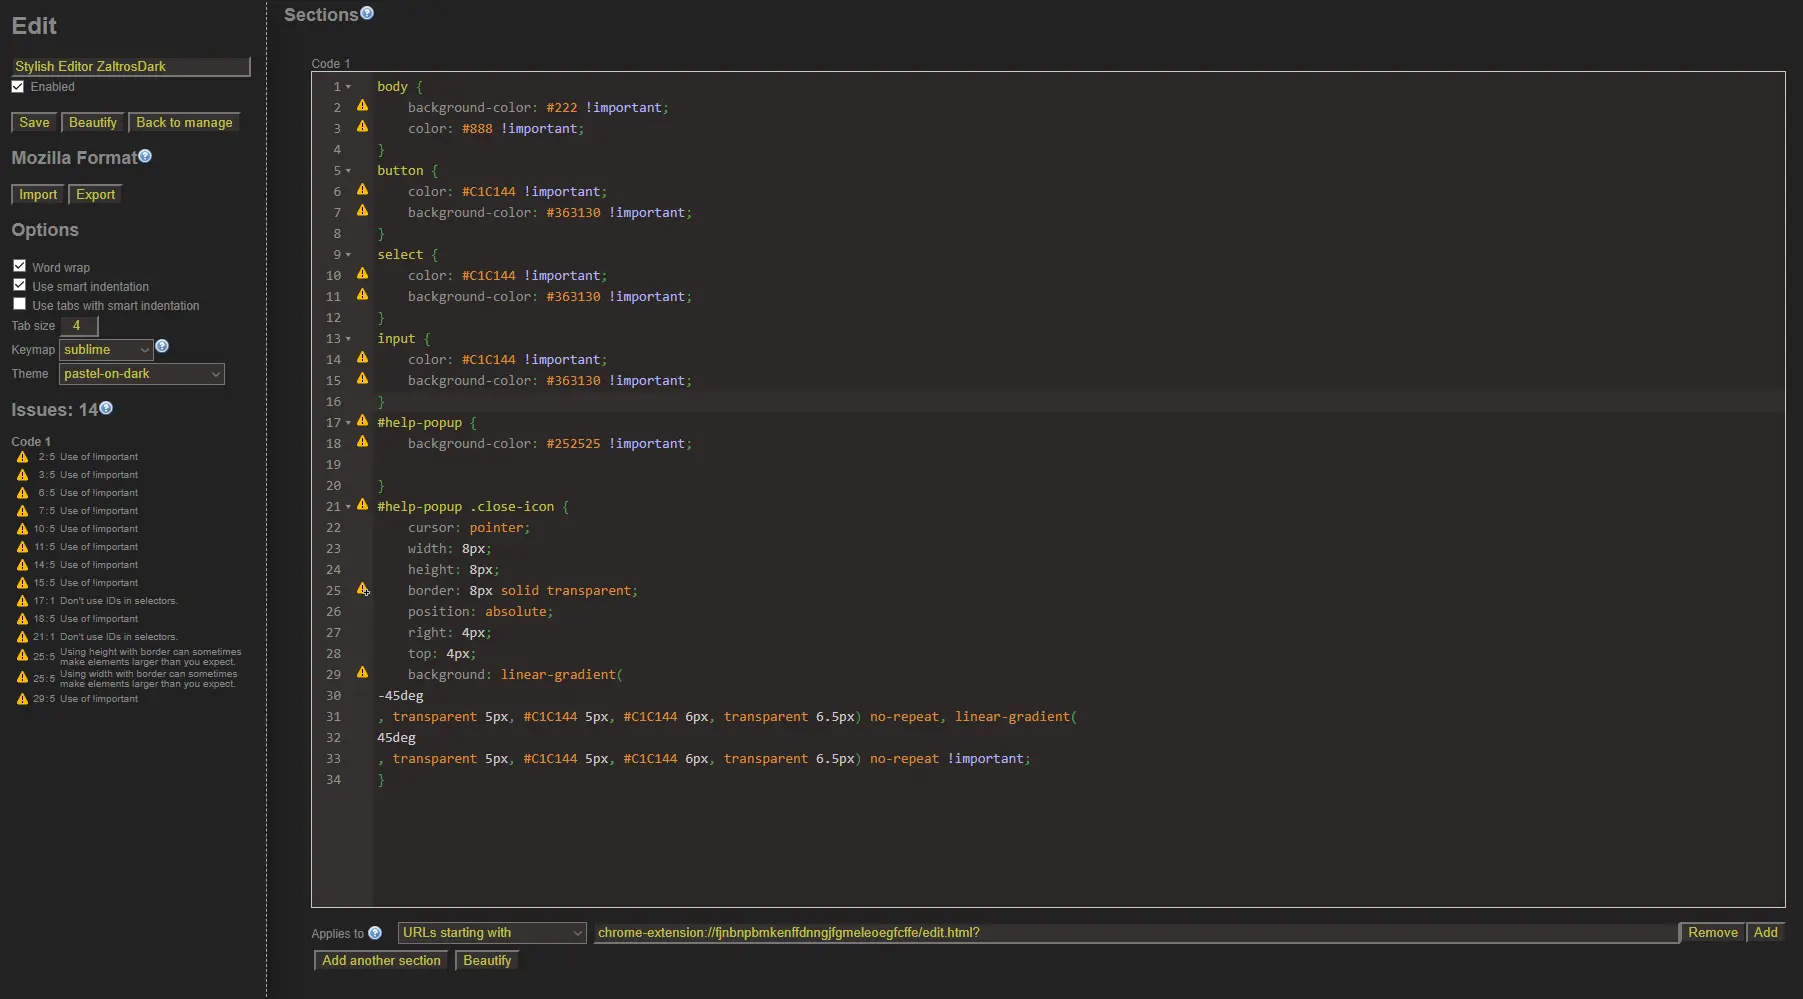 Edit
Stylish Editor ZaltrosDark
Enabled
Save Beautify Back to manage
Mozilla Format
Import Export
Options
Word wrap
Use smart indentation
Use tabs with smart indentation
Tab size 4
Keymap sublime
Theme pastel-on-dark
Issues: 14
Code 1
2:5 Use of !important
3:5 Use of !important
6:5 Use of !important
7:5 Use of !important
10:5 Use of !important
11:5 Use of !important
14:5 Use of !important
15:5 Use of !important
17:1 Don't use IDs in selectors.
18:5 Use of !important
21:1 Don't use IDs in selectors.
25:5 Using height with border can sometimes
make elements larger than you expect.
25:5 Using width with border can sometimes
make elements larger than you expect.
29:5 Use of !important
Sections
Code 1
1 body {
2 background-color: #222 !important;
3 color: #888 !important;
4 }
5 button {
6 color: #C1C144 !important;
7 background-color: #363130 !important;
8 }
9 select {
10 color: #C1C144 !important;
11 background-color: #363130 !important;
12 }
13 input {
14 color: #C1C144 !important;
15 background-color: #363130 !important;
16 }
17 #help-popup {
18 background-color: #252525 !important;
19
20 }
21 #help-popup .close-icon {
22 cursor: pointer;
23 width: 8px;
24 height: 8px;
25 border: 8px solid transparent;
26 position: absolute;
27 right: 4px;
28 top: 4px;
29 background: linear-gradient(
30 -45deg
31 , transparent 5px, #C1C144 5px, #C1C144 6px, transparent 6.5px) no-repeat, linear-gradient(
32 45deg
33 , transparent 5px, #C1C144 5px, #C1C144 6px, transparent 6.5px) no-repeat !important;
34 }
Applies to URLs starting with chrome-extension://fjnbnpbmkenffdnngjfgmeleoegfcffe/edit.html? Remove Add
Add another section Beautify